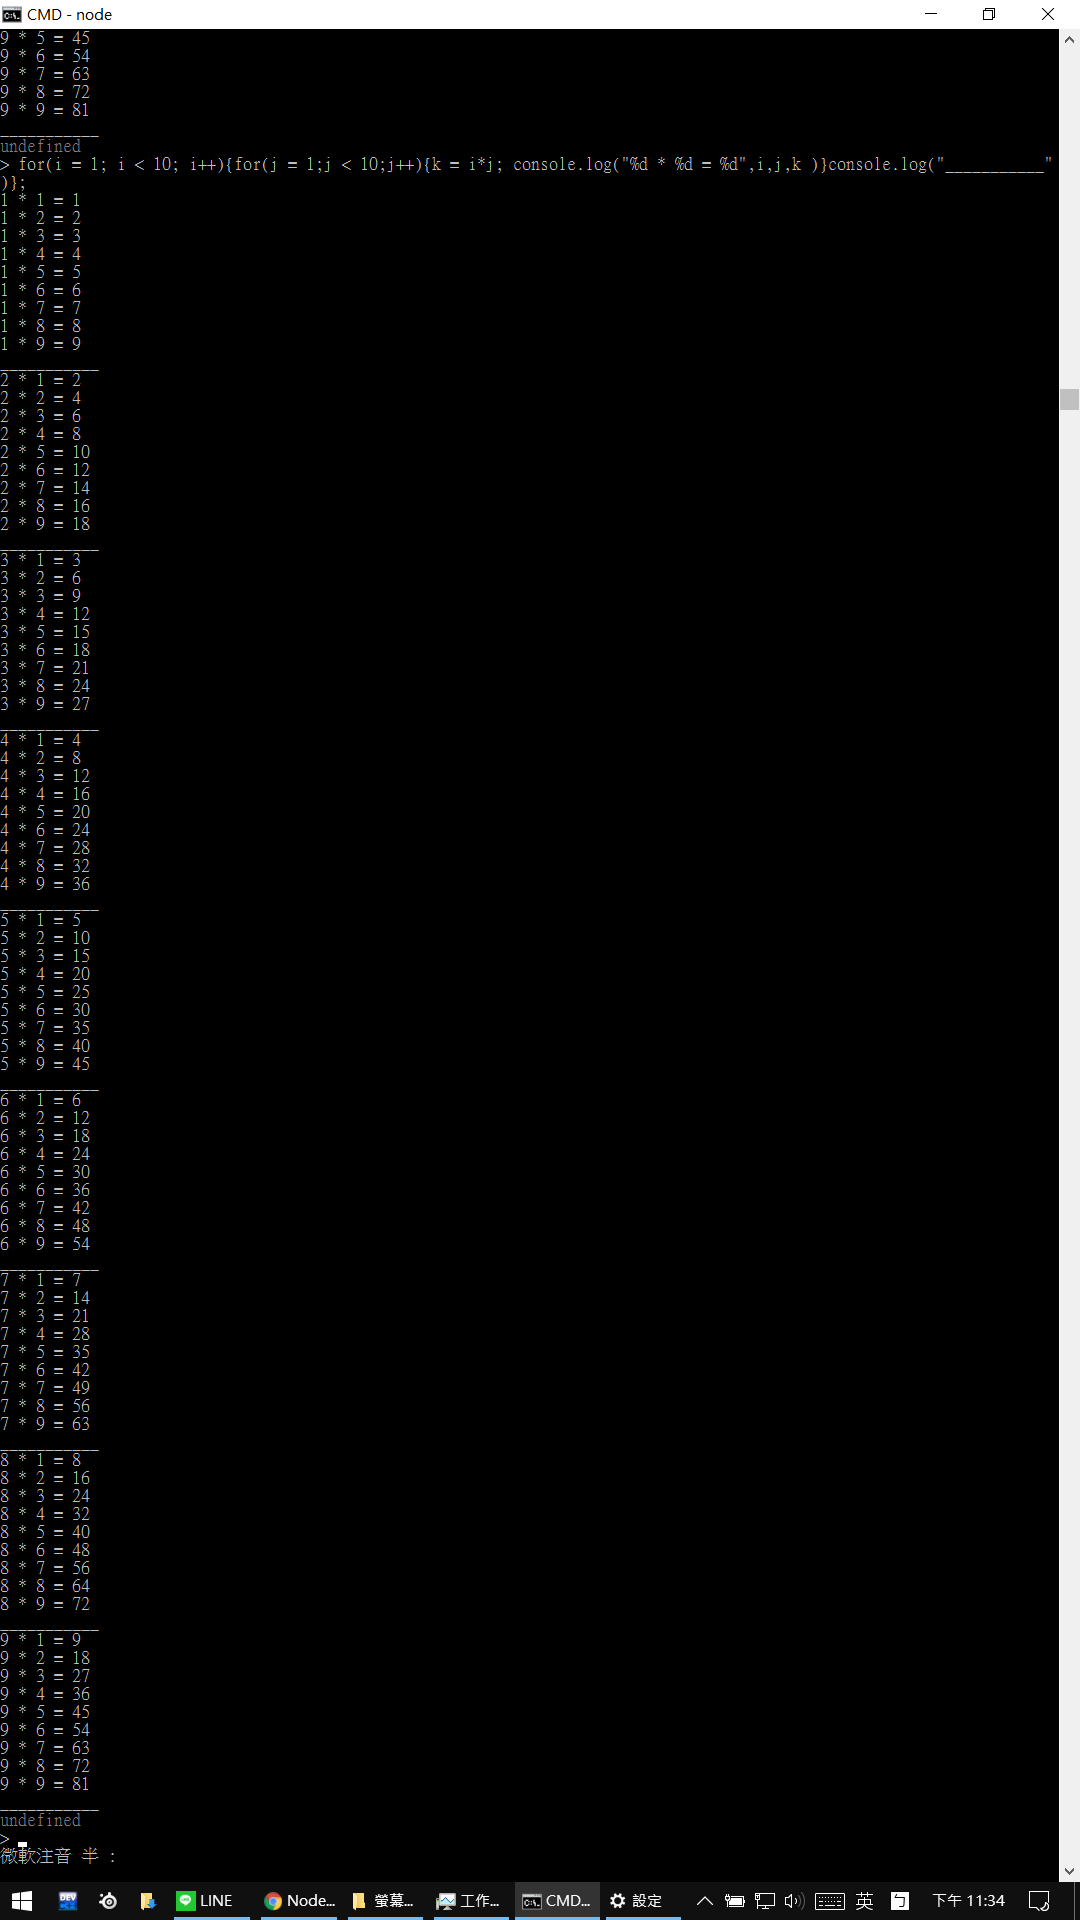 CMD - node
9 * 5 = 45
9 * 6 = 54
9 * 7 = 63
9 * 8 = 72
9 * 9 = 81
___________
undefined
> for(i = 1; i < 10; i++){for(j = 1;j < 10;j++){k = i*j; console.log("%d * %d = %d",i,j,k )}console.log("___________"
)};
1 * 1 = 1
1 * 2 = 2
1 * 3 = 3
1 * 4 = 4
1 * 5 = 5
1 * 6 = 6
1 * 7 = 7
1 * 8 = 8
1 * 9 = 9
___________
2 * 1 = 2
2 * 2 = 4
2 * 3 = 6
2 * 4 = 8
2 * 5 = 10
2 * 6 = 12
2 * 7 = 14
2 * 8 = 16
2 * 9 = 18
___________
3 * 1 = 3
3 * 2 = 6
3 * 3 = 9
3 * 4 = 12
3 * 5 = 15
3 * 6 = 18
3 * 7 = 21
3 * 8 = 24
3 * 9 = 27
___________
4 * 1 = 4
4 * 2 = 8
4 * 3 = 12
4 * 4 = 16
4 * 5 = 20
4 * 6 = 24
4 * 7 = 28
4 * 8 = 32
4 * 9 = 36
___________
5 * 1 = 5
5 * 2 = 10
5 * 3 = 15
5 * 4 = 20
5 * 5 = 25
5 * 6 = 30
5 * 7 = 35
5 * 8 = 40
5 * 9 = 45
___________
6 * 1 = 6
6 * 2 = 12
6 * 3 = 18
6 * 4 = 24
6 * 5 = 30
6 * 6 = 36
6 * 7 = 42
6 * 8 = 48
6 * 9 = 54
___________
7 * 1 = 7
7 * 2 = 14
7 * 3 = 21
7 * 4 = 28
7 * 5 = 35
7 * 6 = 42
7 * 7 = 49
7 * 8 = 56
7 * 9 = 63
___________
8 * 1 = 8
8 * 2 = 16
8 * 3 = 24
8 * 4 = 32
8 * 5 = 40
8 * 6 = 48
8 * 7 = 56
8 * 8 = 64
8 * 9 = 72
___________
9 * 1 = 9
9 * 2 = 18
9 * 3 = 27
9 * 4 = 36
9 * 5 = 45
9 * 6 = 54
9 * 7 = 63
9 * 8 = 72
9 * 9 = 81
___________
undefined
>
微軟注音 半 :
DEV LINE Node... 螢幕... 工作... CMD... 設定 英 ㄅ 下午 11:34